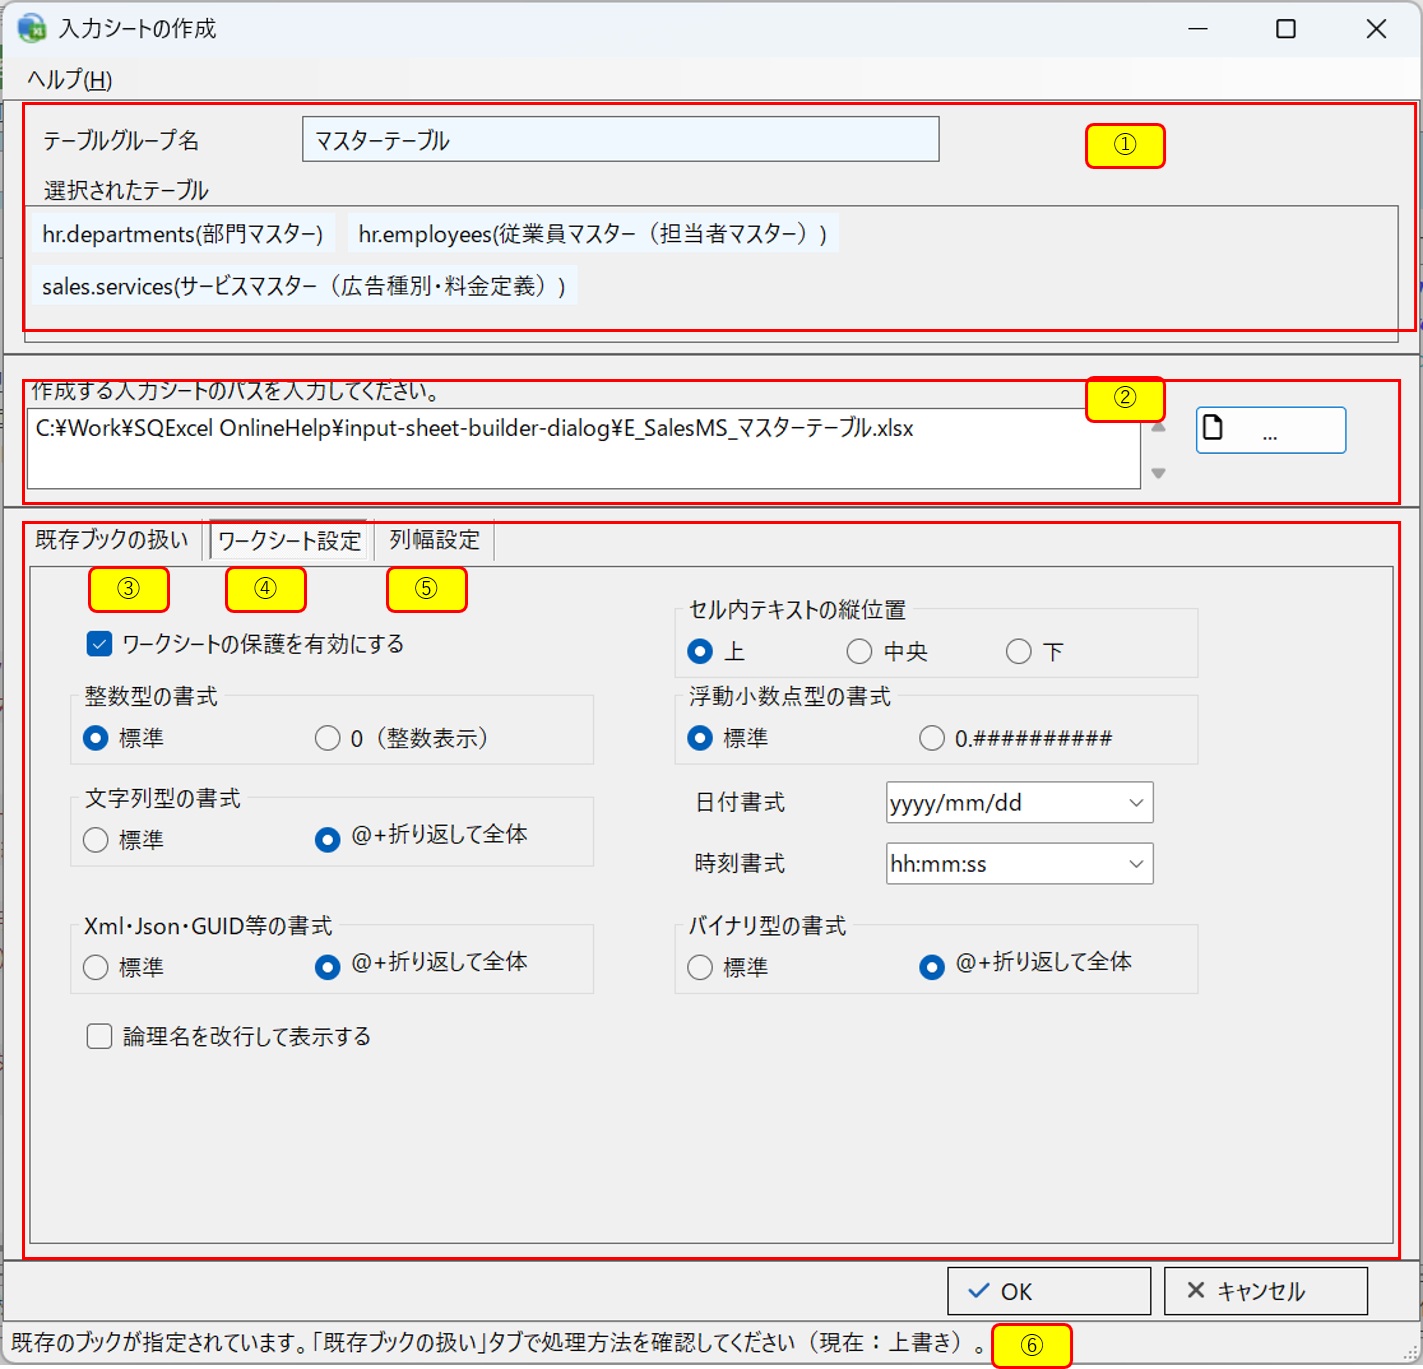 入力シートの作成
ヘルプ(H)
テーブルグループ名
マスターテーブル
①
選択されたテーブル
hr.departments(部門マスター)
hr.employees(従業員マスター（担当者マスター）)
sales.services(サービスマスター（広告種別・料金定義）)
作成する入力シートのパスを入力してください。
②
C:¥Work¥SQExcel OnlineHelp¥input-sheet-builder-dialog¥E_SalesMS_マスターテーブル.xlsx
...
既存ブックの扱い
ワークシート設定
列幅設定
③
④
⑤
ワークシートの保護を有効にする
セル内テキストの縦位置
上
中央
下
整数型の書式
標準
0（整数表示）
浮動小数点型の書式
標準
0.##########
文字列型の書式
標準
@+折り返して全体
日付書式
yyyy/mm/dd
時刻書式
hh:mm:ss
Xml・Json・GUID等の書式
標準
@+折り返して全体
バイナリ型の書式
標準
@+折り返して全体
論理名を改行して表示する
OK
キャンセル
既存のブックが指定されています。「既存ブックの扱い」タブで処理方法を確認してください（現在：上書き）。
⑥